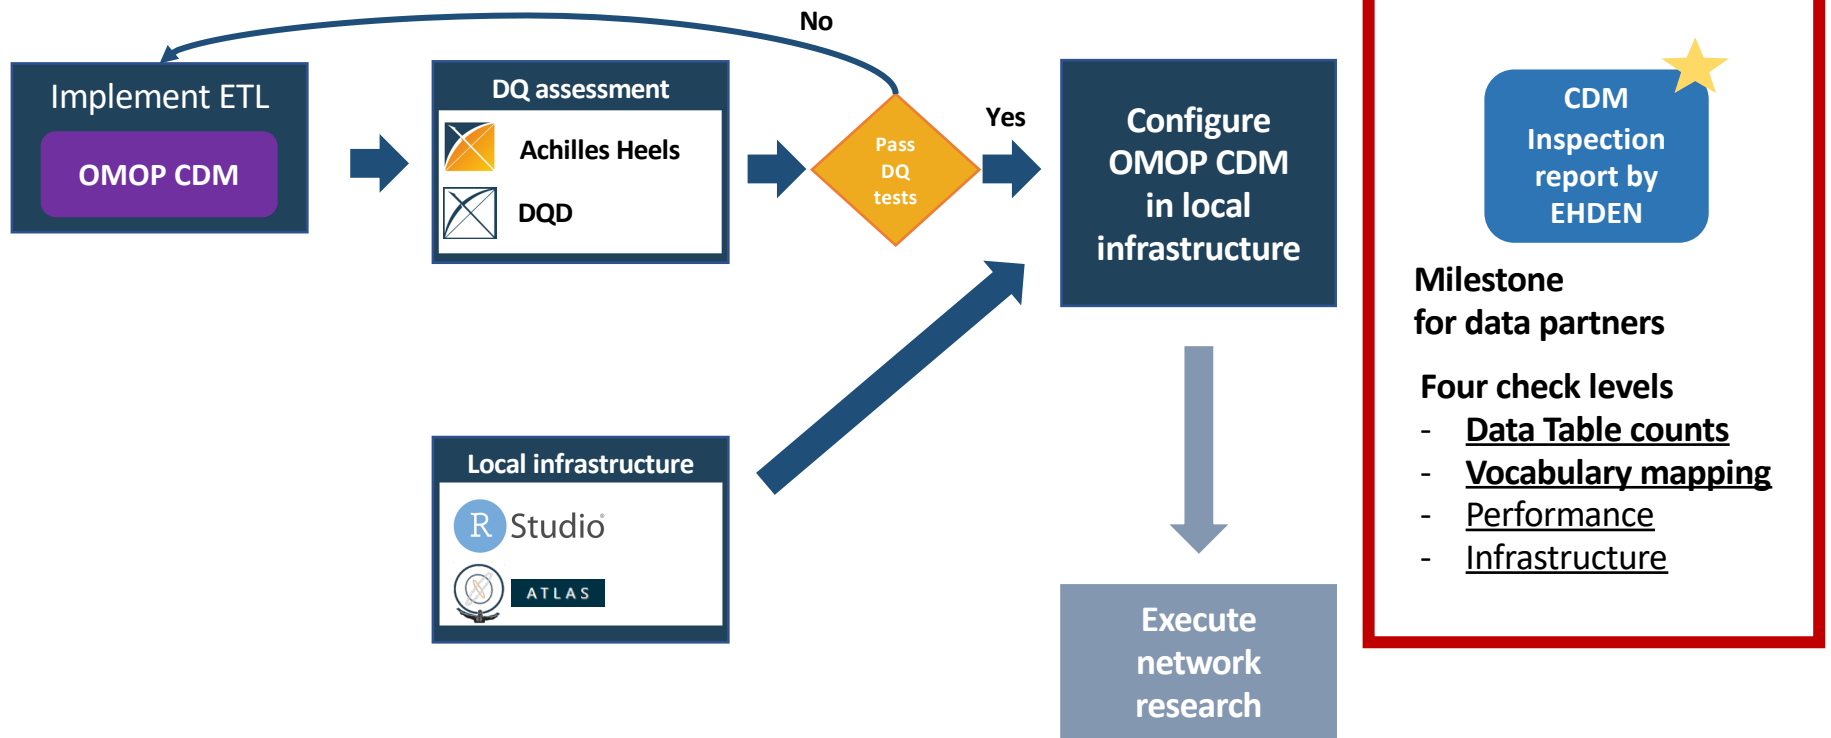 No
Implement ETL
OMOP CDM
DQ assessment
Achilles Heels
DQD
Pass
DQ
tests
Yes
Configure
OMOP CDM
in local
infrastructure
Local infrastructure
R Studio
ATLAS
Execute
network
research
CDM
Inspection
report by
EHDEN
Milestone
for data partners
Four check levels
- Data Table counts
- Vocabulary mapping
- Performance
- Infrastructure